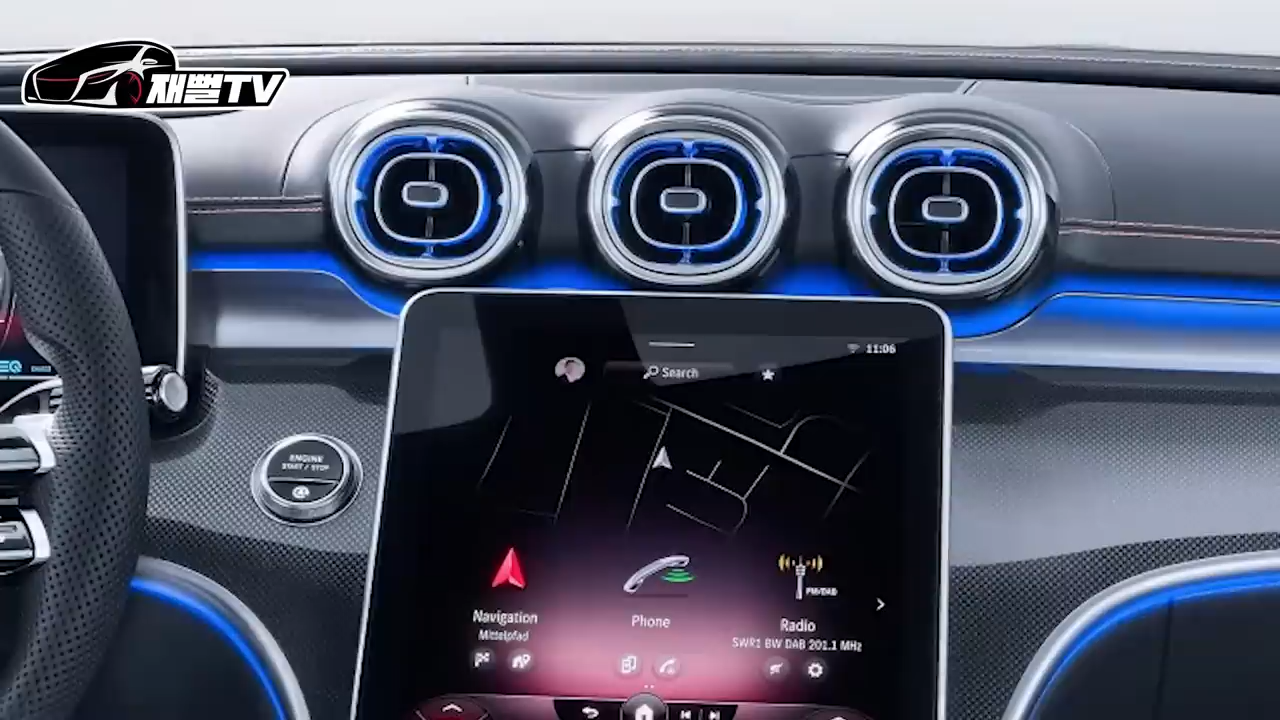 재뻘TV
11:06
Search
EQ
ENGINE
START / STOP
FM/DAB
Navigation
Mittelpfad
Phone
Radio
SWR1 BW DAB 201.1 MHz